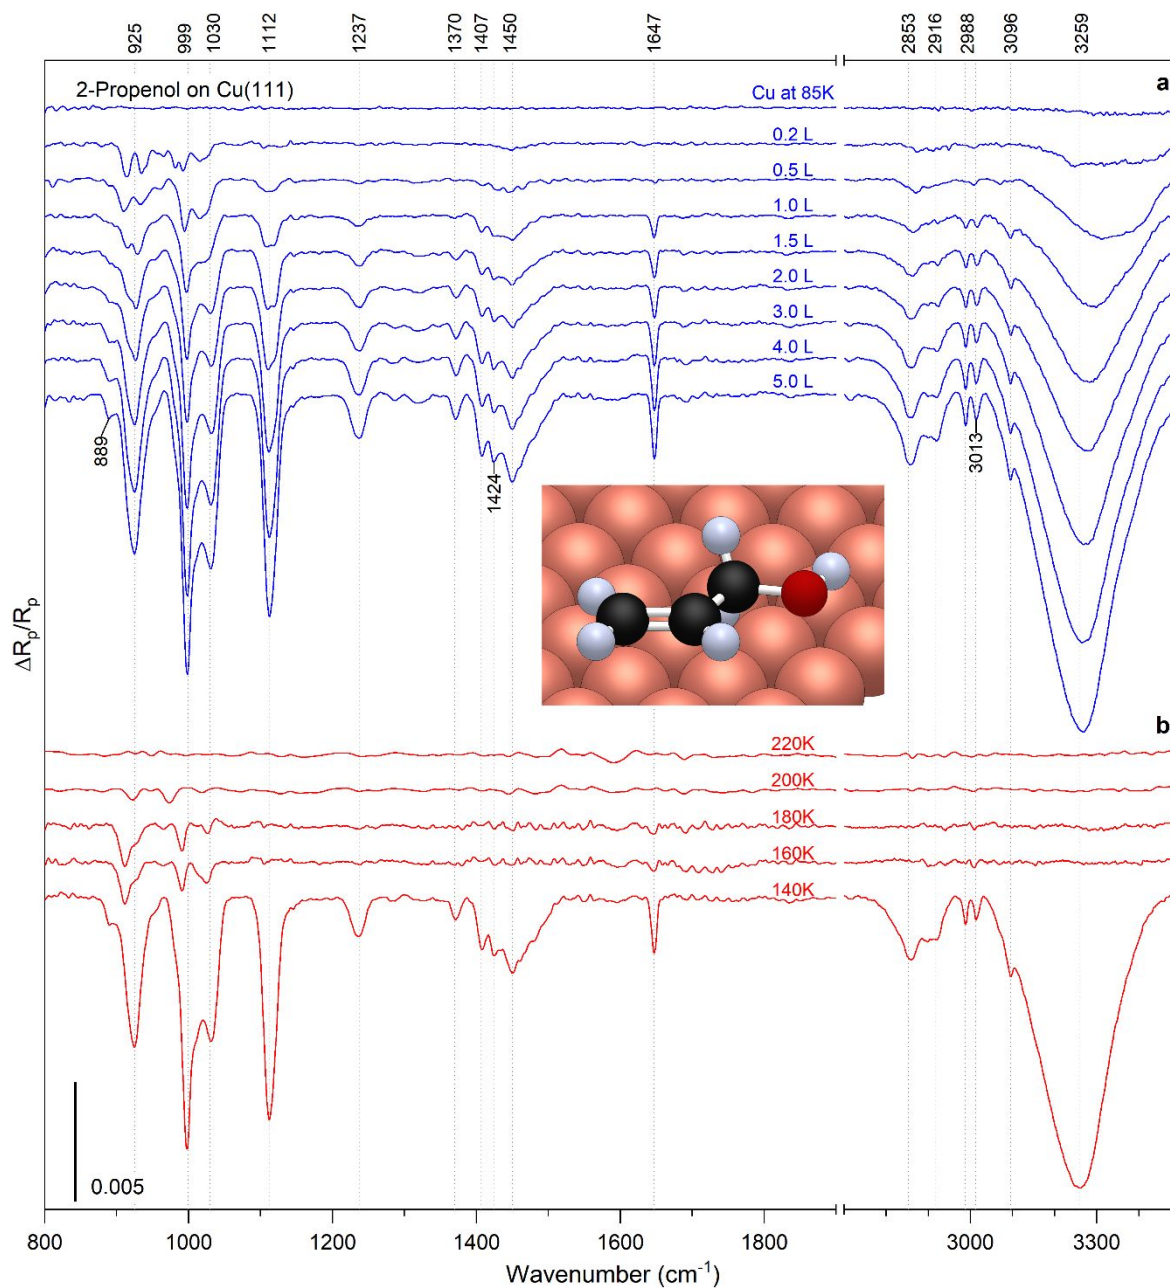 925 999 1030 1112 1237 1370 1407 1450 1647 2853 2916 2988 3096 3259
a
2-Propenol on Cu(111)
Cu at 85K
0.2 L
0.5 L
1.0 L
1.5 L
2.0 L
3.0 L
4.0 L
5.0 L
889
1424
3013
ΔRp/Rp
b
220K
200K
180K
160K
140K
0.005
800 1000 1200 1400 1600 1800 3000 3300
Wavenumber (cm⁻¹)